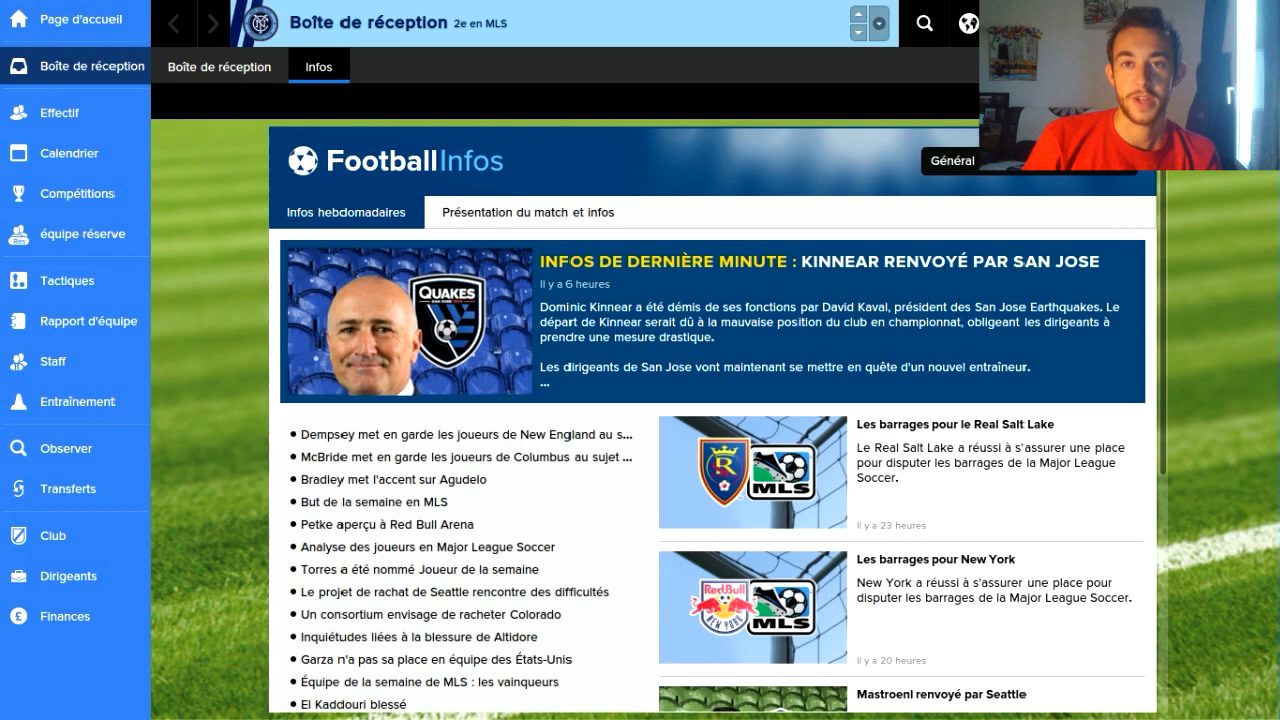 Page d'accueil
Boîte de réception
Effectif
Calendrier
Compétitions
équipe réserve
Rés
Tactiques
Rapport d'équipe
Staff
Entraînement
Observer
Transferts
Club
Dirigeants
Finances
Boîte de réception 2e en MLS
Boîte de réception Infos
FootballInfos
Général
Infos hebdomadaires Présentation du match et infos
QUAKES
INFOS DE DERNIÈRE MINUTE : KINNEAR RENVOYÉ PAR SAN JOSE
Il y a 6 heures
Dominic Kinnear a été démis de ses fonctions par David Kaval, président des San Jose Earthquakes. Le
départ de Kinnear serait dû à la mauvaise position du club en championnat, obligeant les dirigeants à
prendre une mesure drastique.
Les dirigeants de San Jose vont maintenant se mettre en quête d'un nouvel entraîneur.
...
Dempsey met en garde les joueurs de New England au s...
McBride met en garde les joueurs de Columbus au sujet ...
Bradley met l'accent sur Agudelo
But de la semaine en MLS
Petke aperçu à Red Bull Arena
Analyse des joueurs en Major League Soccer
Torres a été nommé Joueur de la semaine
Le projet de rachat de Seattle rencontre des difficultés
Un consortium envisage de racheter Colorado
Inquiétudes liées à la blessure de Altidore
Garza n'a pas sa place en équipe des États-Unis
Équipe de la semaine de MLS : les vainqueurs
El Kaddouri blessé
MLS
Les barrages pour le Real Salt Lake
Le Real Salt Lake a réussi à s'assurer une place
pour disputer les barrages de la Major League
Soccer.
Il y a 23 heures
RedBull
NEW YORK
MLS
Les barrages pour New York
New York a réussi à s'assurer une place pour
disputer les barrages de la Major League Soccer.
Il y a 20 heures
Mastroeni renvoyé par Seattle